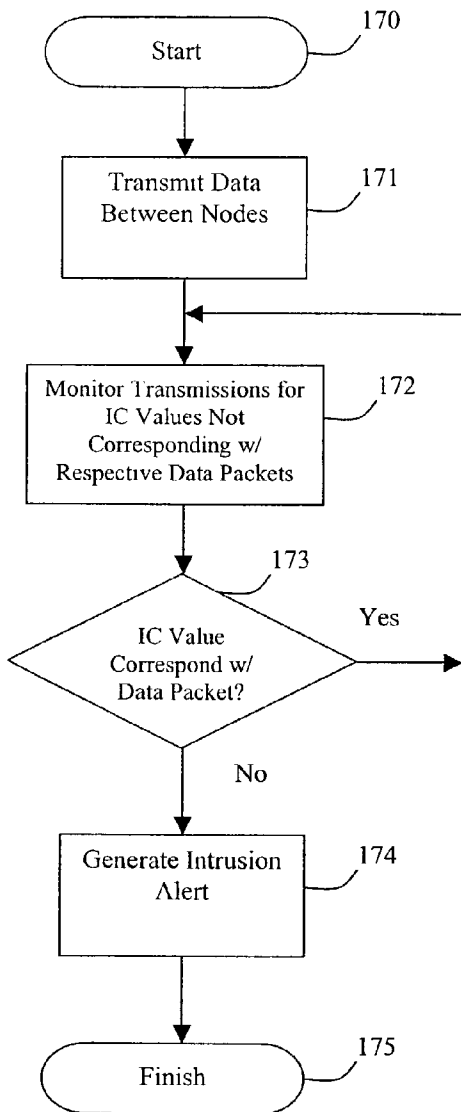 170
Start
Transmit Data
Between Nodes
171
Monitor Transmissions for
IC Values Not
Corresponding w/
Respective Data Packets
172
173
IC Value
Correspond w/
Data Packet?
Yes
No
Generate Intrusion
Alert
174
Finish
175